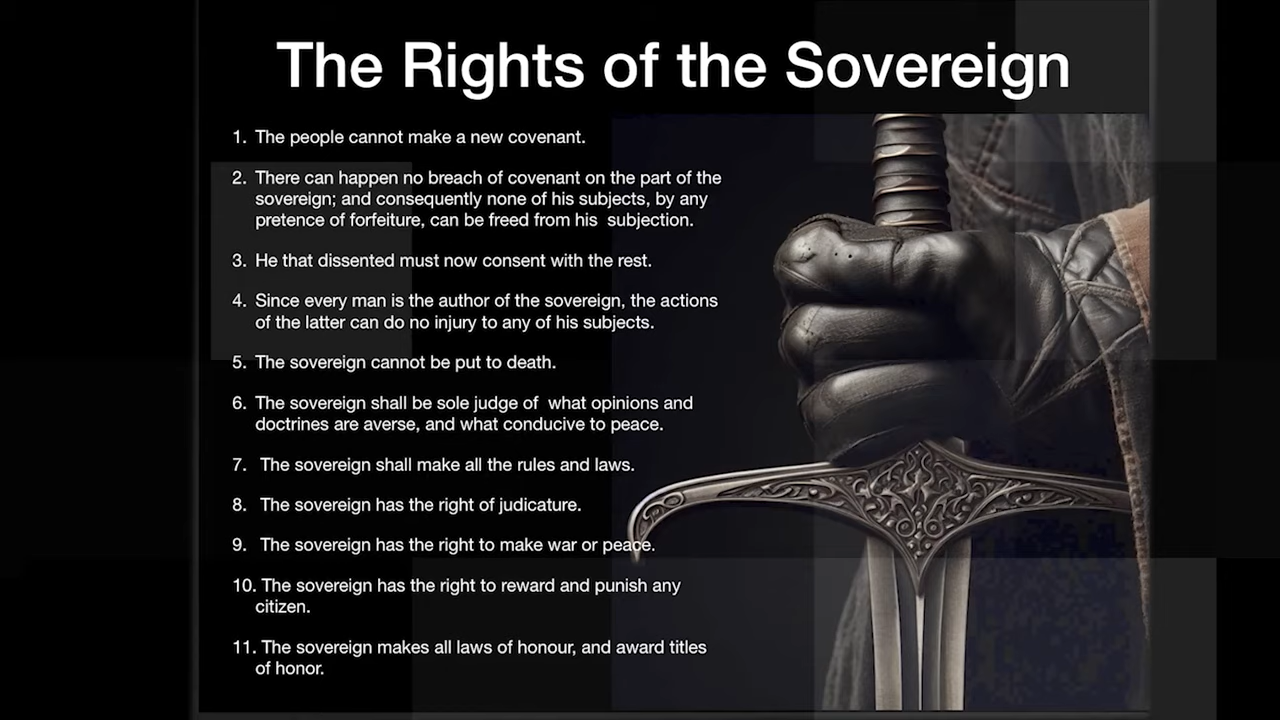 The Rights of the Sovereign
1. The people cannot make a new covenant.
2. There can happen no breach of covenant on the part of the
sovereign; and consequently none of his subjects, by any
pretence of forfeiture, can be freed from his  subjection.
3. He that dissented must now consent with the rest.
4. Since every man is the author of the sovereign, the actions
of the latter can do no injury to any of his subjects.
5. The sovereign cannot be put to death.
6. The sovereign shall be sole judge of  what opinions and
doctrines are averse, and what conducive to peace.
7.  The sovereign shall make all the rules and laws.
8.  The sovereign has the right of judicature.
9.  The sovereign has the right to make war or peace.
10. The sovereign has the right to reward and punish any
citizen.
11. The sovereign makes all laws of honour, and award titles
of honor.